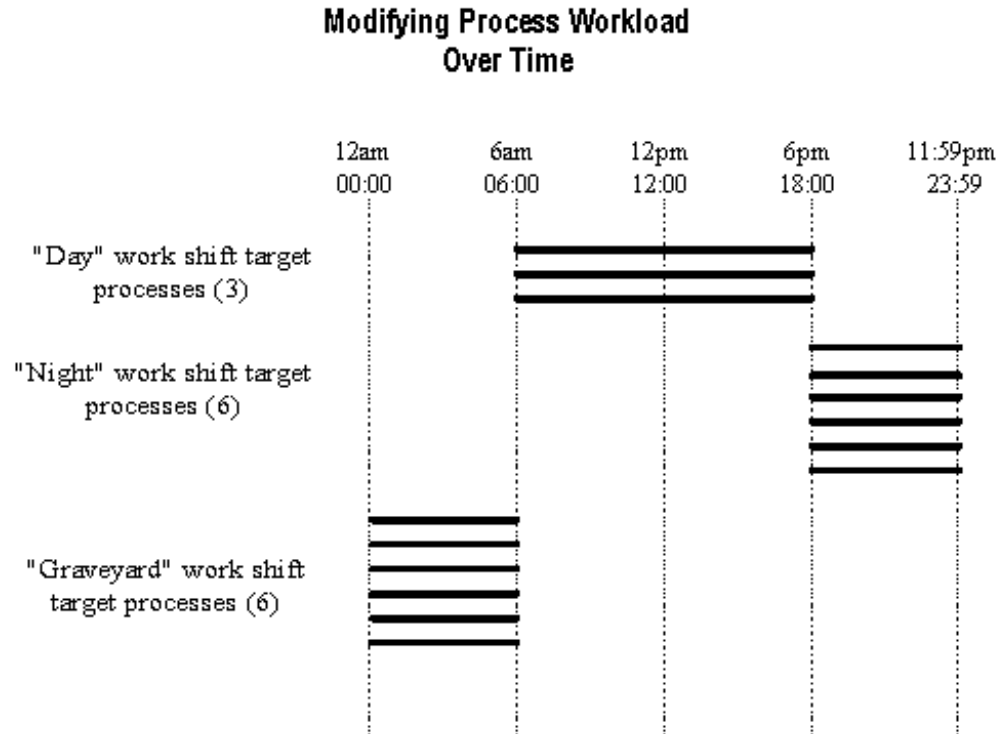 Modifying Process Workload
Over Time
12am 6am 12pm 6pm 11:59pm
00:00 06:00 12:00 18:00 23:59
"Day" work shift target
processes (3)
"Night" work shift target
processes (6)
"Graveyard" work shift
target processes (6)